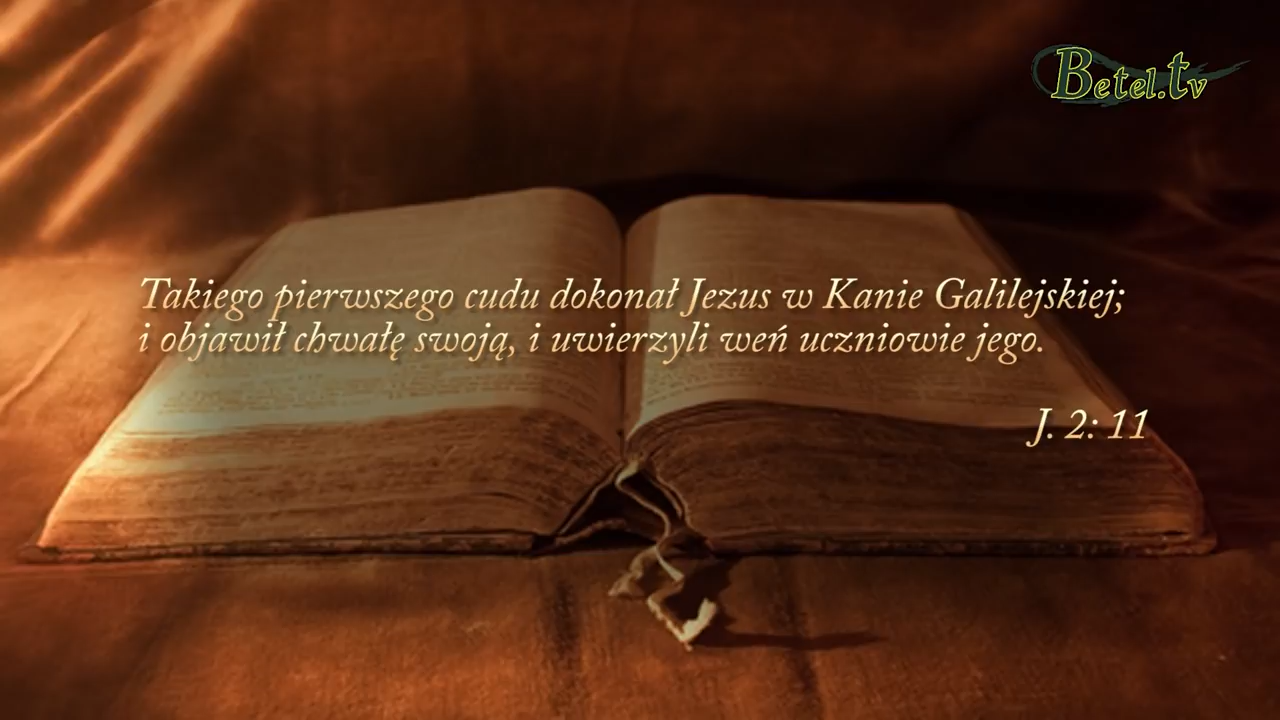 Betel.tv
Takiego pierwszego cudu dokonał Jezus w Kanie Galilejskiej;
i objawił chwałę swoją, i uwierzyli weń uczniowie jego.
J. 2: 11